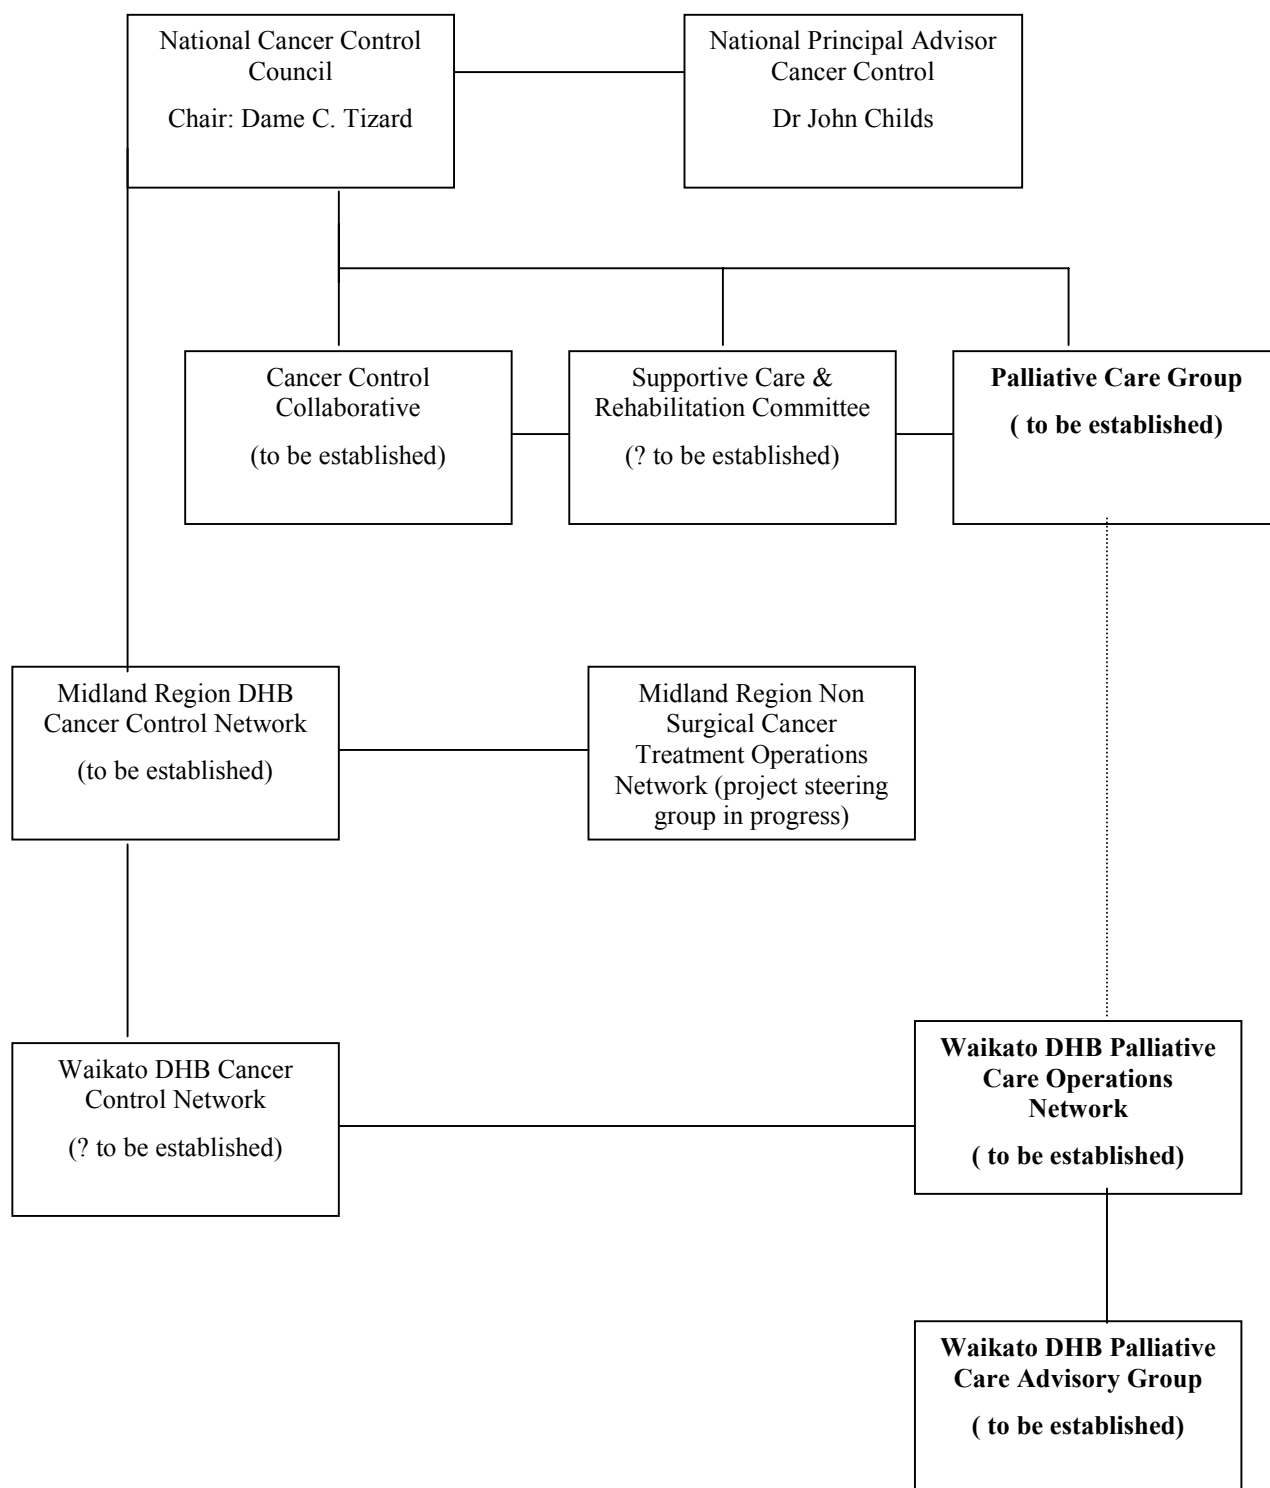 National Cancer Control
Council
Chair: Dame C. Tizard
National Principal Advisor
Cancer Control
Dr John Childs
Cancer Control
Collaborative
(to be established)
Supportive Care &
Rehabilitation Committee
(? to be established)
Palliative Care Group
( to be established)
Midland Region DHB
Cancer Control Network
(to be established)
Midland Region Non
Surgical Cancer
Treatment Operations
Network (project steering
group in progress)
Waikato DHB Cancer
Control Network
(? to be established)
Waikato DHB Palliative
Care Operations
Network
( to be established)
Waikato DHB Palliative
Care Advisory Group
( to be established)